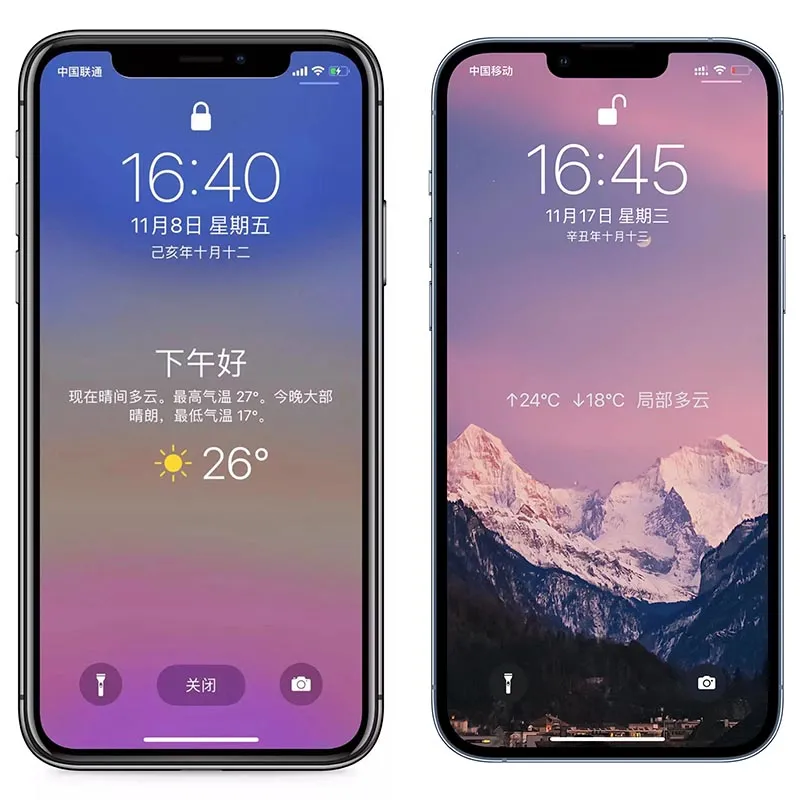 中国联通
16:40
11月8日 星期五
己亥年十月十二
下午好
现在晴间多云。最高气温 27°。今晚大部
晴朗，最低气温 17°。
26°
关闭
中国移动
16:45
11月17日 星期三
辛丑年十月十三
↑24°C ↓18°C 局部多云